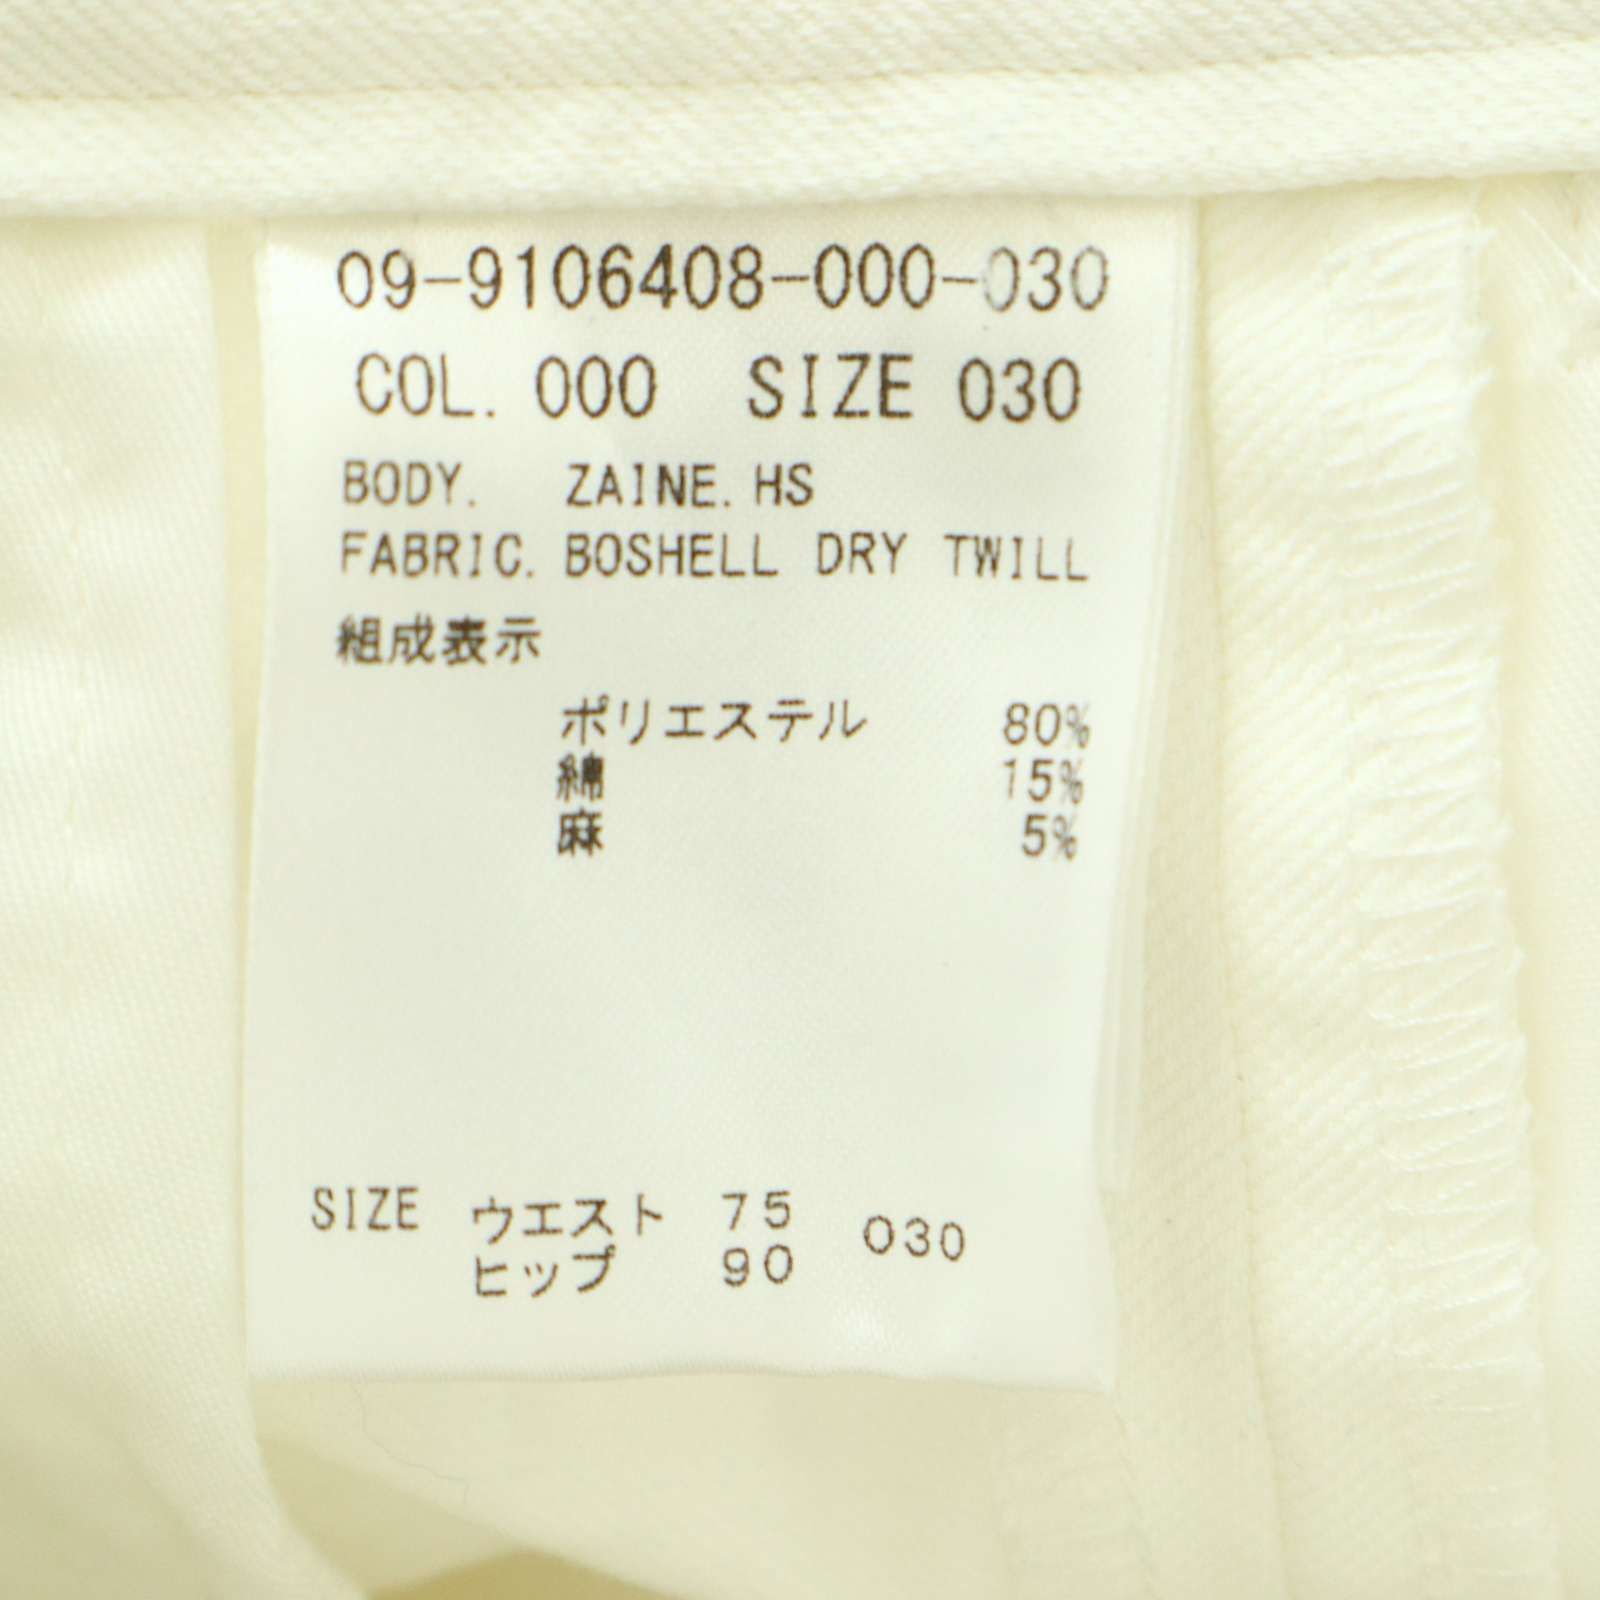 09-9106408-000-030
COL. 000 SIZE 030
BODY. ZAINE.HS
FABRIC. BOSHELL DRY TWILL
組成表示
ポリエステル 80%
綿 15%
麻 5%
SIZE ウエスト 75 030
ヒップ 90